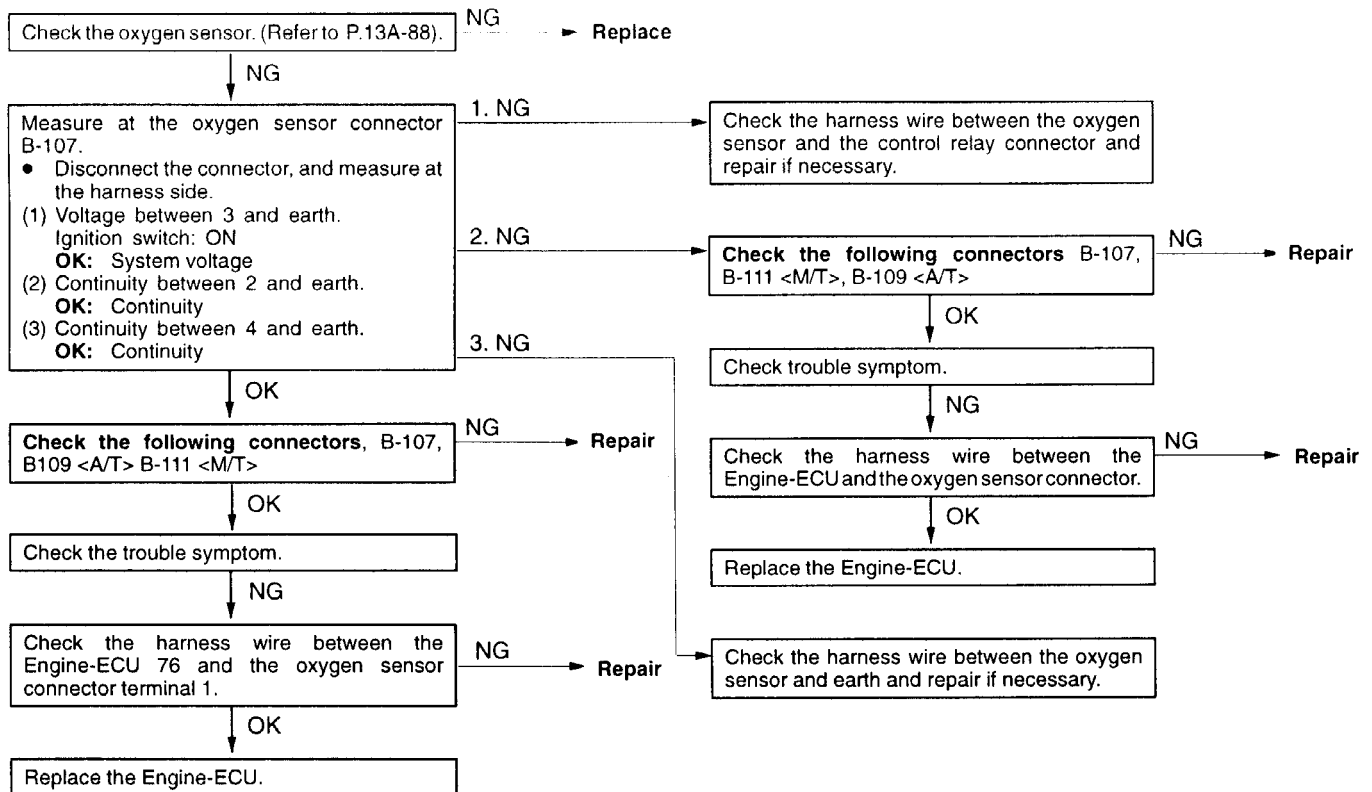 Check the oxygen sensor. (Refer to P.13A-88).
NG
Replace
NG
Measure at the oxygen sensor connector
B-107.
● Disconnect the connector, and measure at
the harness side.
(1) Voltage between 3 and earth.
Ignition switch: ON
OK: System voltage
(2) Continuity between 2 and earth.
OK: Continuity
(3) Continuity between 4 and earth.
OK: Continuity
1. NG
Check the harness wire between the oxygen
sensor and the control relay connector and
repair if necessary.
2. NG
Check the following connectors B-107,
B-111 <M/T>, B-109 <A/T>
NG
Repair
OK
Check trouble symptom.
NG
Check the harness wire between the
Engine-ECU and the oxygen sensor connector.
NG
Repair
OK
Replace the Engine-ECU.
3. NG
Check the harness wire between the oxygen
sensor and earth and repair if necessary.
OK
Check the following connectors, B-107,
B109 <A/T> B-111 <M/T>
NG
Repair
OK
Check the trouble symptom.
NG
Check the harness wire between the
Engine-ECU 76 and the oxygen sensor
connector terminal 1.
NG
Repair
OK
Replace the Engine-ECU.